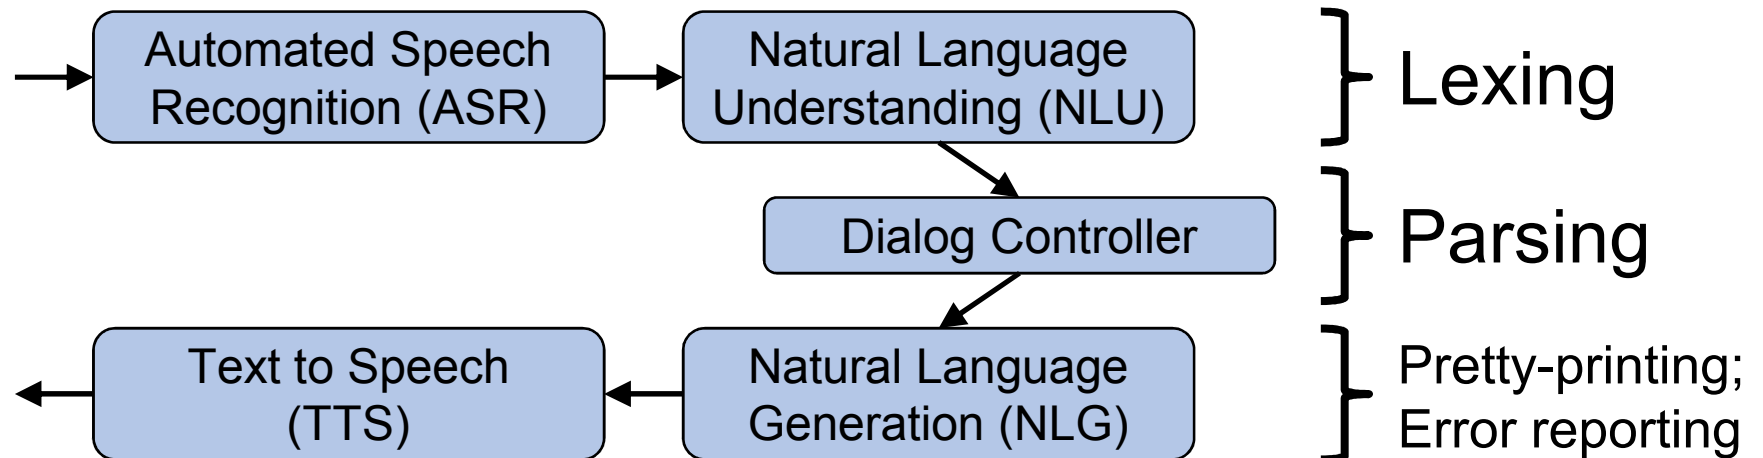 Automated Speech
Recognition (ASR)
Natural Language
Understanding (NLU)
Lexing
Dialog Controller
Parsing
Text to Speech
(TTS)
Natural Language
Generation (NLG)
Pretty-printing;
Error reporting